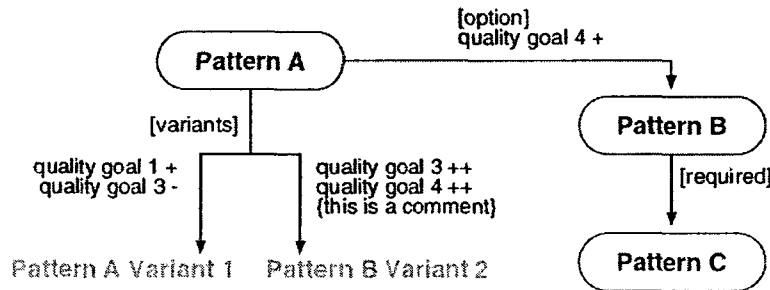 [option]
quality goal 4 +
Pattern A
Pattern B
[variants]
quality goal 1 +
quality goal 3 -
quality goal 3 ++
quality goal 4 ++
{this is a comment}
[required]
Pattern A Variant 1
Pattern B Variant 2
Pattern C